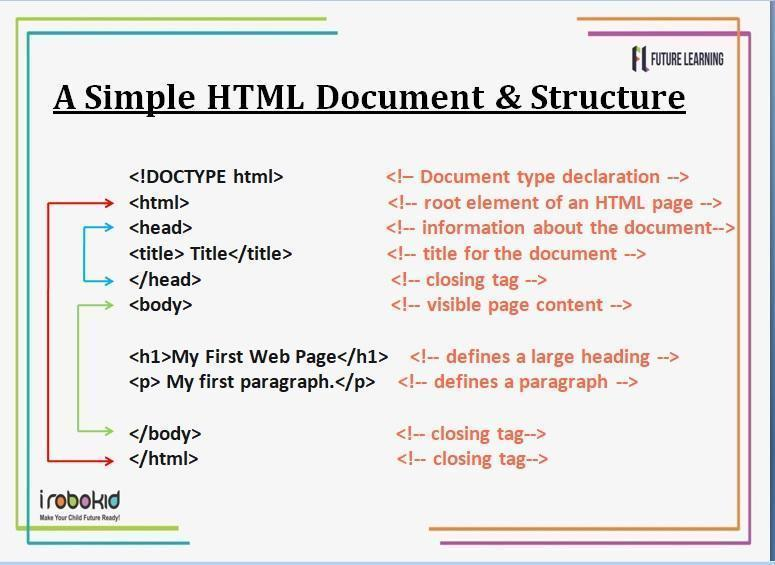 FL FUTURE LEARNING
A Simple HTML Document & Structure
<!DOCTYPE html> <!– Document type declaration -->
<html> <!-- root element of an HTML page -->
<head> <!-- information about the document-->
<title> Title</title> <!-- title for the document -->
</head> <!-- closing tag -->
<body> <!-- visible page content -->
<h1>My First Web Page</h1> <!-- defines a large heading -->
<p> My first paragraph.</p> <!-- defines a paragraph -->
</body> <!-- closing tag-->
</html> <!-- closing tag-->
i robokid
Make Your Child Future Ready!